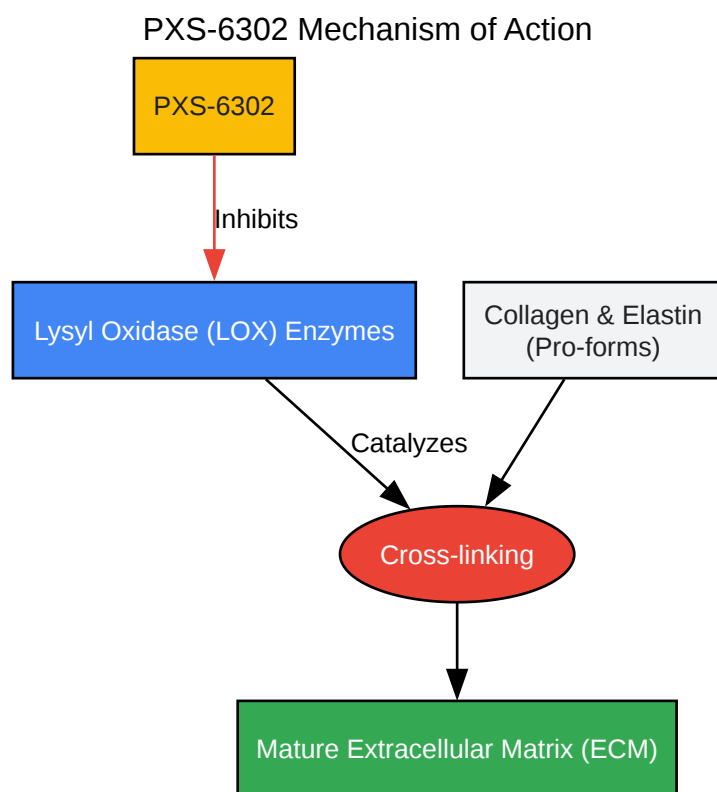 PXS-6302 Mechanism of Action
PXS-6302
Inhibits
Lysyl Oxidase (LOX) Enzymes
Collagen & Elastin
(Pro-forms)
Catalyzes
Cross-linking
Mature Extracellular Matrix (ECM)